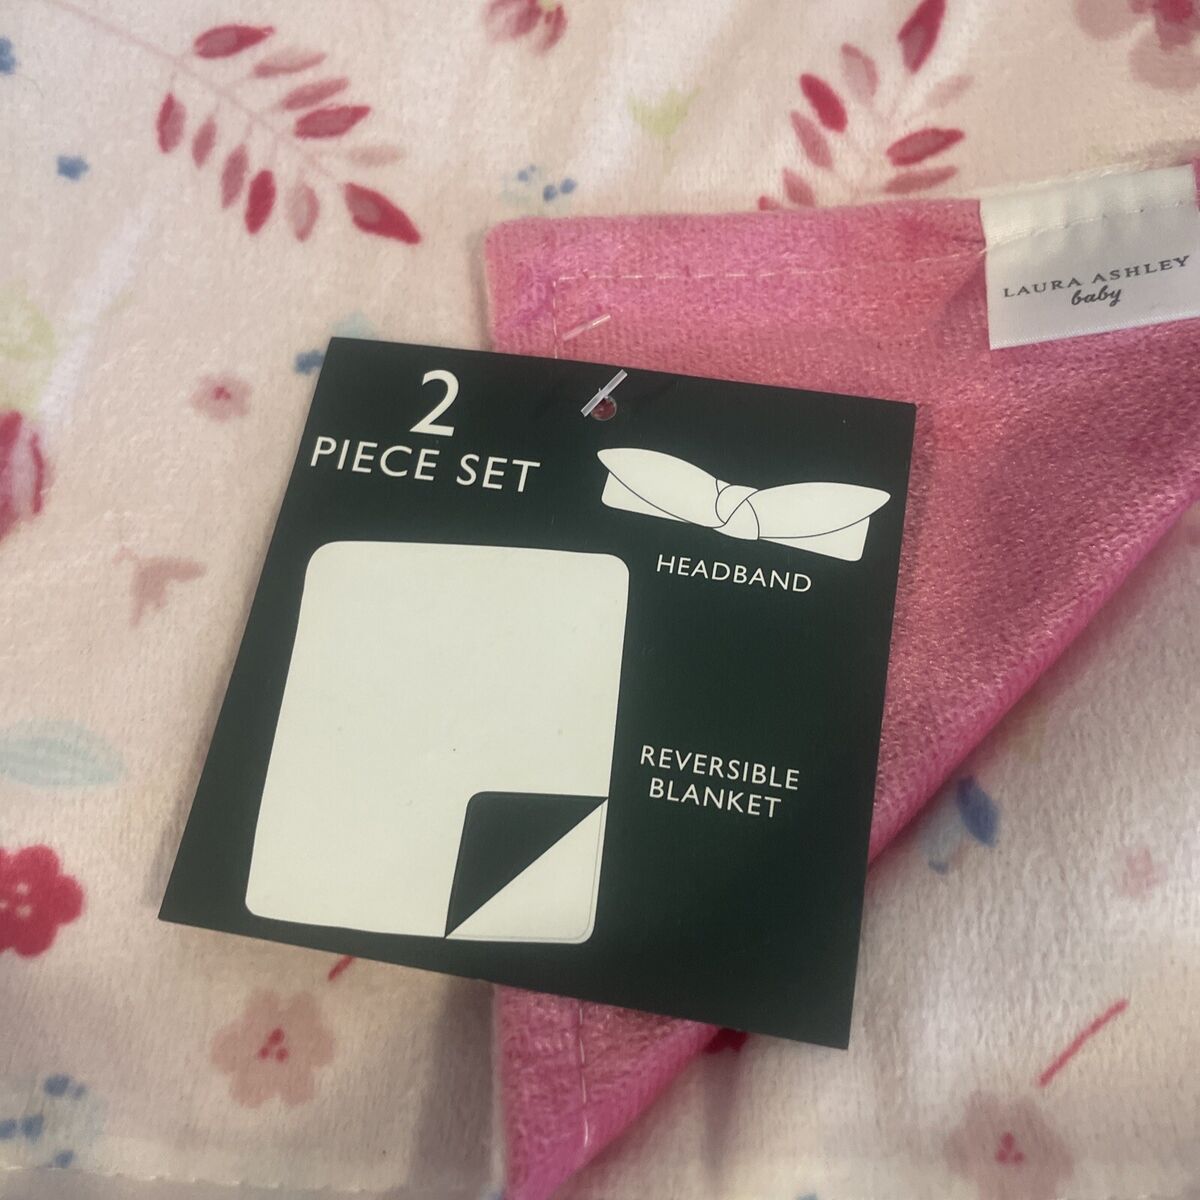 LAURA ASHLEY
baby
2
PIECE SET
HEADBAND
REVERSIBLE
BLANKET